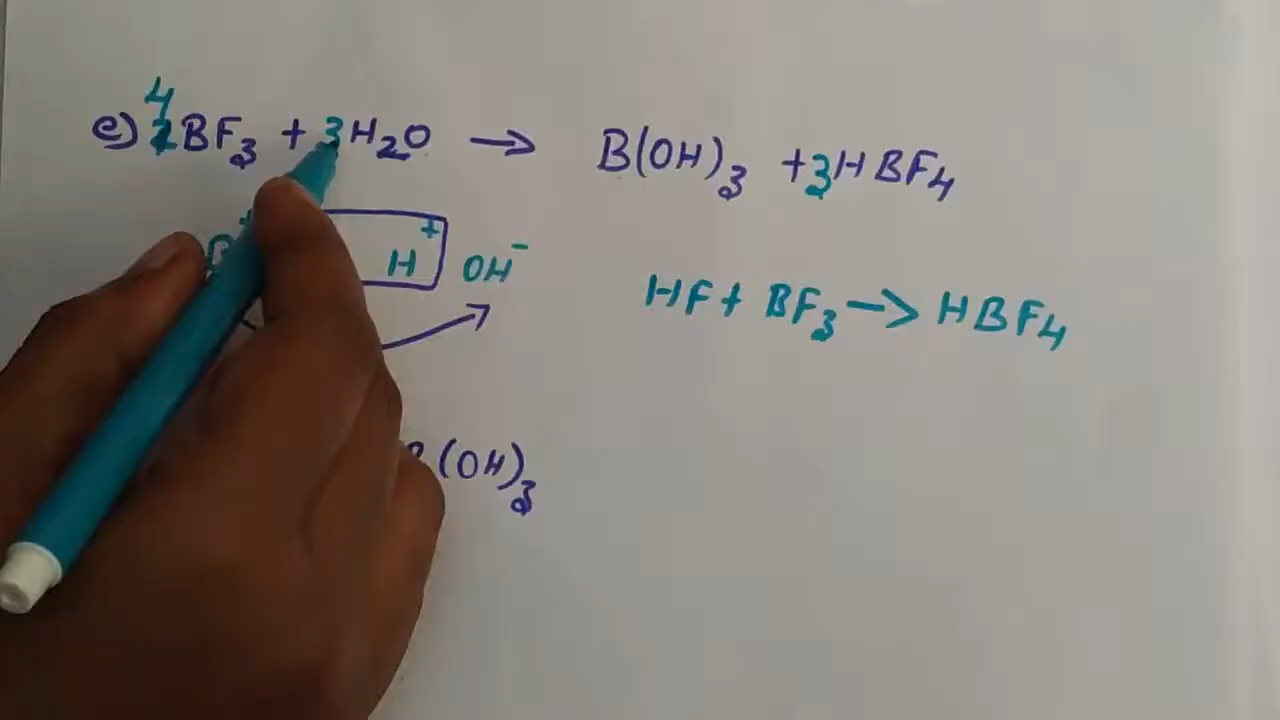 e) 4BF₃ + 3H₂O → B(OH)₃ + 3HBF₄
H⁺ OH⁻
HF + BF₃ → HBF₄
(OH)₃